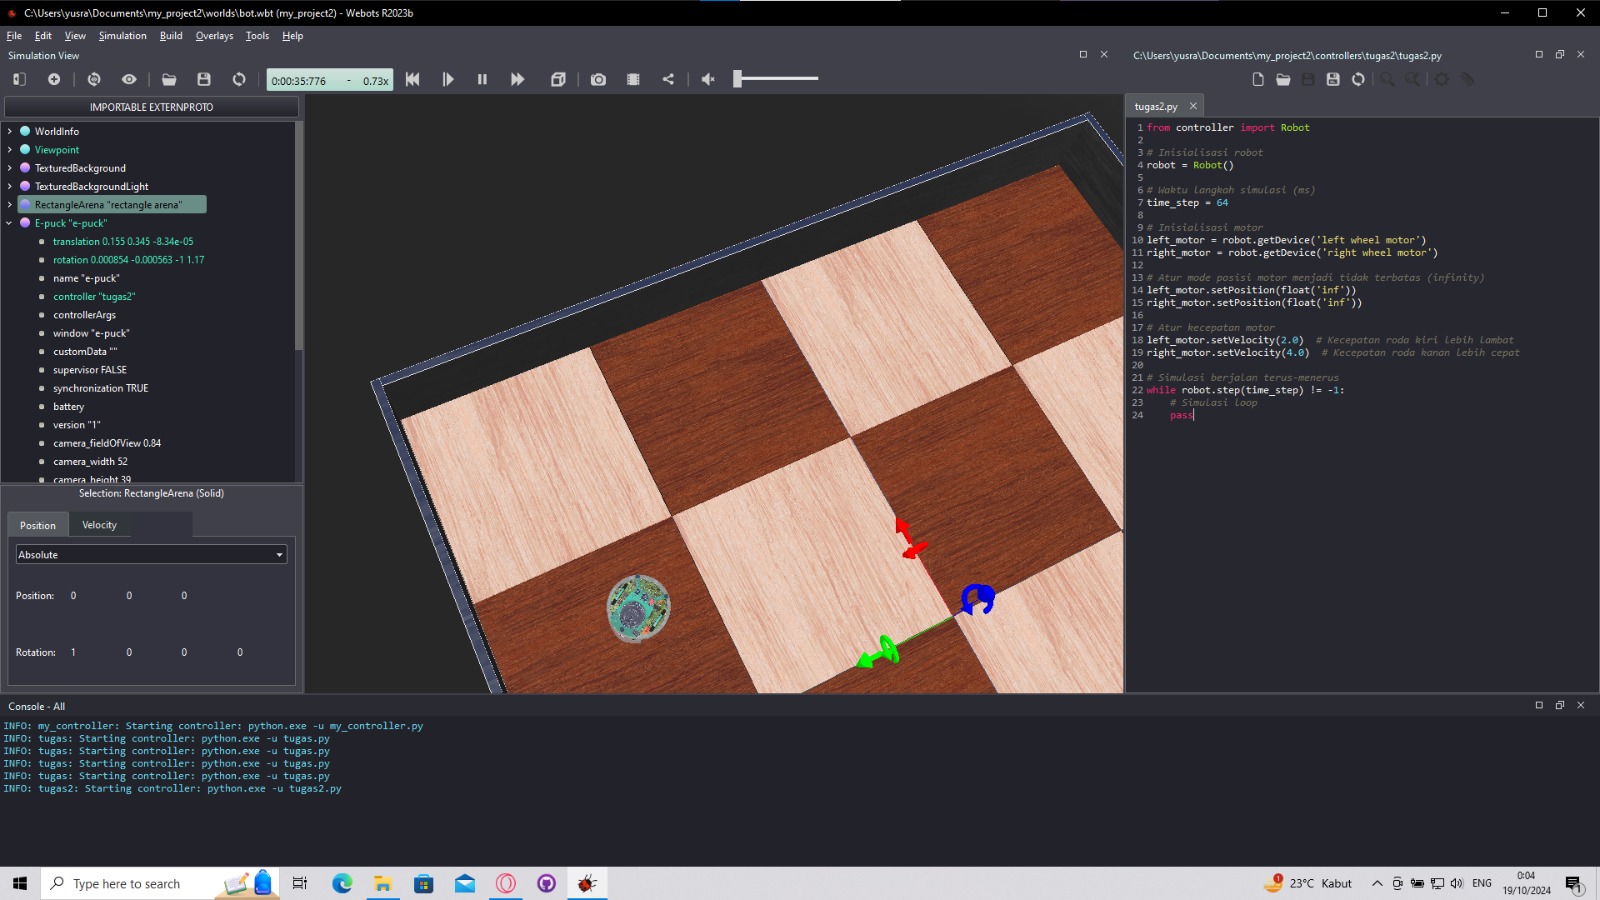 C:\Users\yusra\Documents\my_project2\worlds\bot.wbt (my_project2) - Webots R2023b
File Edit View Simulation Build Overlays Tools Help
Simulation View
0:00:35:776 - 0.73x
IMPORTABLE EXTERNPROTO
WorldInfo
Viewpoint
TexturedBackground
TexturedBackgroundLight
RectangleArena "rectangle arena"
E-puck "e-puck"
translation 0.155 0.345 -8.34e-05
rotation 0.000854 -0.000563 -1 1.17
name "e-puck"
controller "tugas2"
controllerArgs
window "e-puck"
customData ""
supervisor FALSE
synchronization TRUE
battery
version "1"
camera_fieldOfView 0.84
camera_width 52
camera_height 39
Selection: RectangleArena (Solid)
Position Velocity
Absolute
Position: 0 0 0
Rotation: 1 0 0 0
C:\Users\yusra\Documents\my_project2\controllers\tugas2\tugas2.py
tugas2.py
1 from controller import Robot
2
3 # Inisialisasi robot
4 robot = Robot()
5
6 # Waktu langkah simulasi (ms)
7 time_step = 64
8
9 # Inisialisasi motor
10 left_motor = robot.getDevice('left wheel motor')
11 right_motor = robot.getDevice('right wheel motor')
12
13 # Atur mode posisi motor menjadi tidak terbatas (infinity)
14 left_motor.setPosition(float('inf'))
15 right_motor.setPosition(float('inf'))
16
17 # Atur kecepatan motor
18 left_motor.setVelocity(2.0)  # Kecepatan roda kiri lebih lambat
19 right_motor.setVelocity(4.0)  # Kecepatan roda kanan lebih cepat
20
21 # Simulasi berjalan terus-menerus
22 while robot.step(time_step) != -1:
23     # Simulasi loop
24     pass
Console - All
INFO: my_controller: Starting controller: python.exe -u my_controller.py
INFO: tugas: Starting controller: python.exe -u tugas.py
INFO: tugas: Starting controller: python.exe -u tugas.py
INFO: tugas: Starting controller: python.exe -u tugas.py
INFO: tugas: Starting controller: python.exe -u tugas.py
INFO: tugas2: Starting controller: python.exe -u tugas2.py
Type here to search
1
23°C Kabut
ENG
0:04
19/10/2024
1